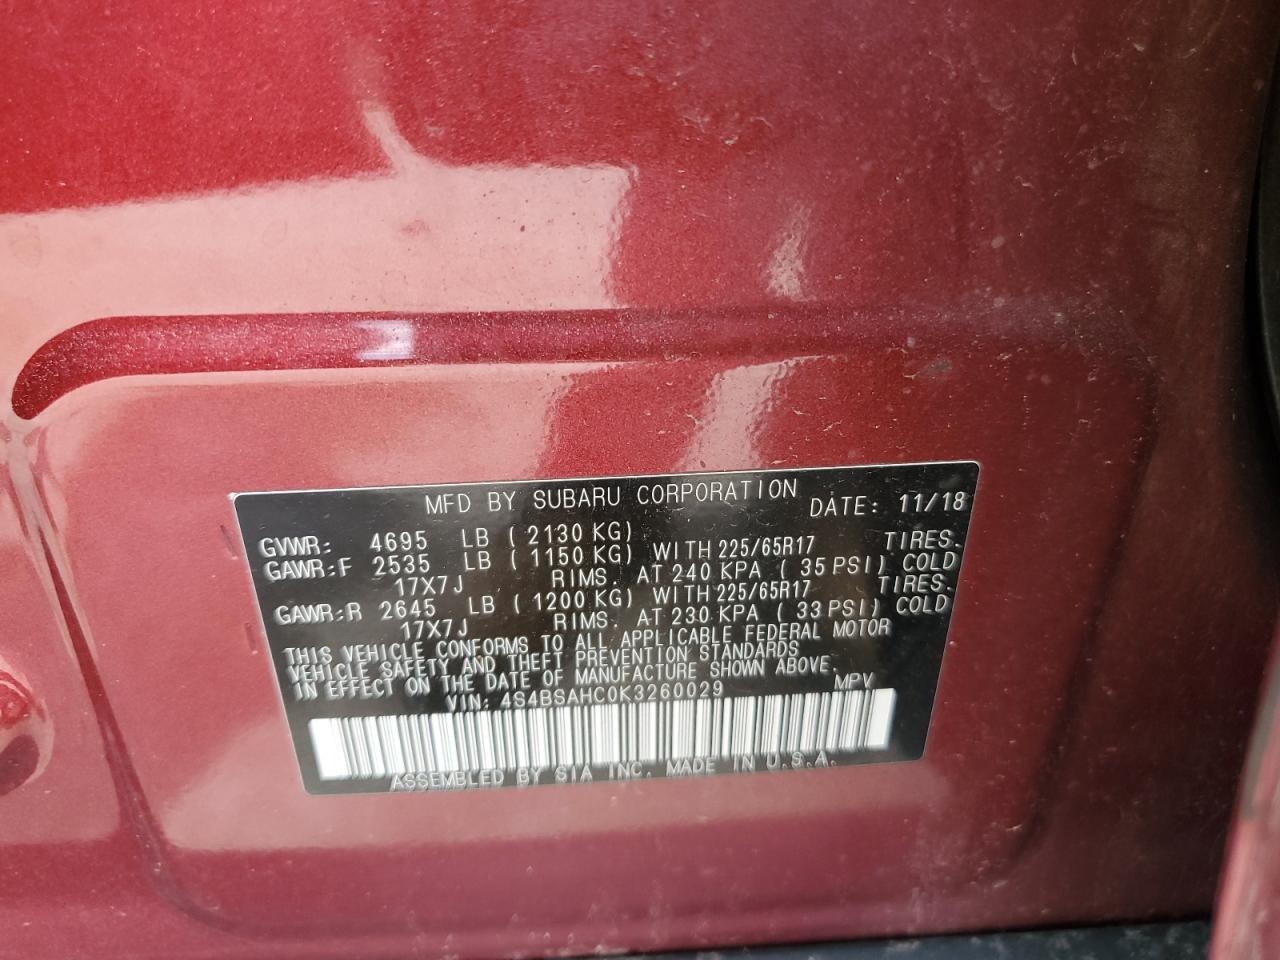 MFD BY SUBARU CORPORATION DATE: 11/18
GVWR: 4695 LB ( 2130 KG)
GAWR:F 2535 LB ( 1150 KG) WITH 225/65R17 TIRES.
17X7J RIMS. AT 240 KPA ( 35 PSI) COLD
GAWR:R 2645 LB ( 1200 KG) WITH 225/65R17 TIRES.
17X7J RIMS. AT 230 KPA ( 33 PSI) COLD
THIS VEHICLE CONFORMS TO ALL APPLICABLE FEDERAL MOTOR
VEHICLE SAFETY AND THEFT PREVENTION STANDARDS
IN EFFECT ON THE DATE OF MANUFACTURE SHOWN ABOVE.
VIN: 4S4BSAHC0K3260029 MPV
ASSEMBLED BY SIA INC. MADE IN U.S.A.